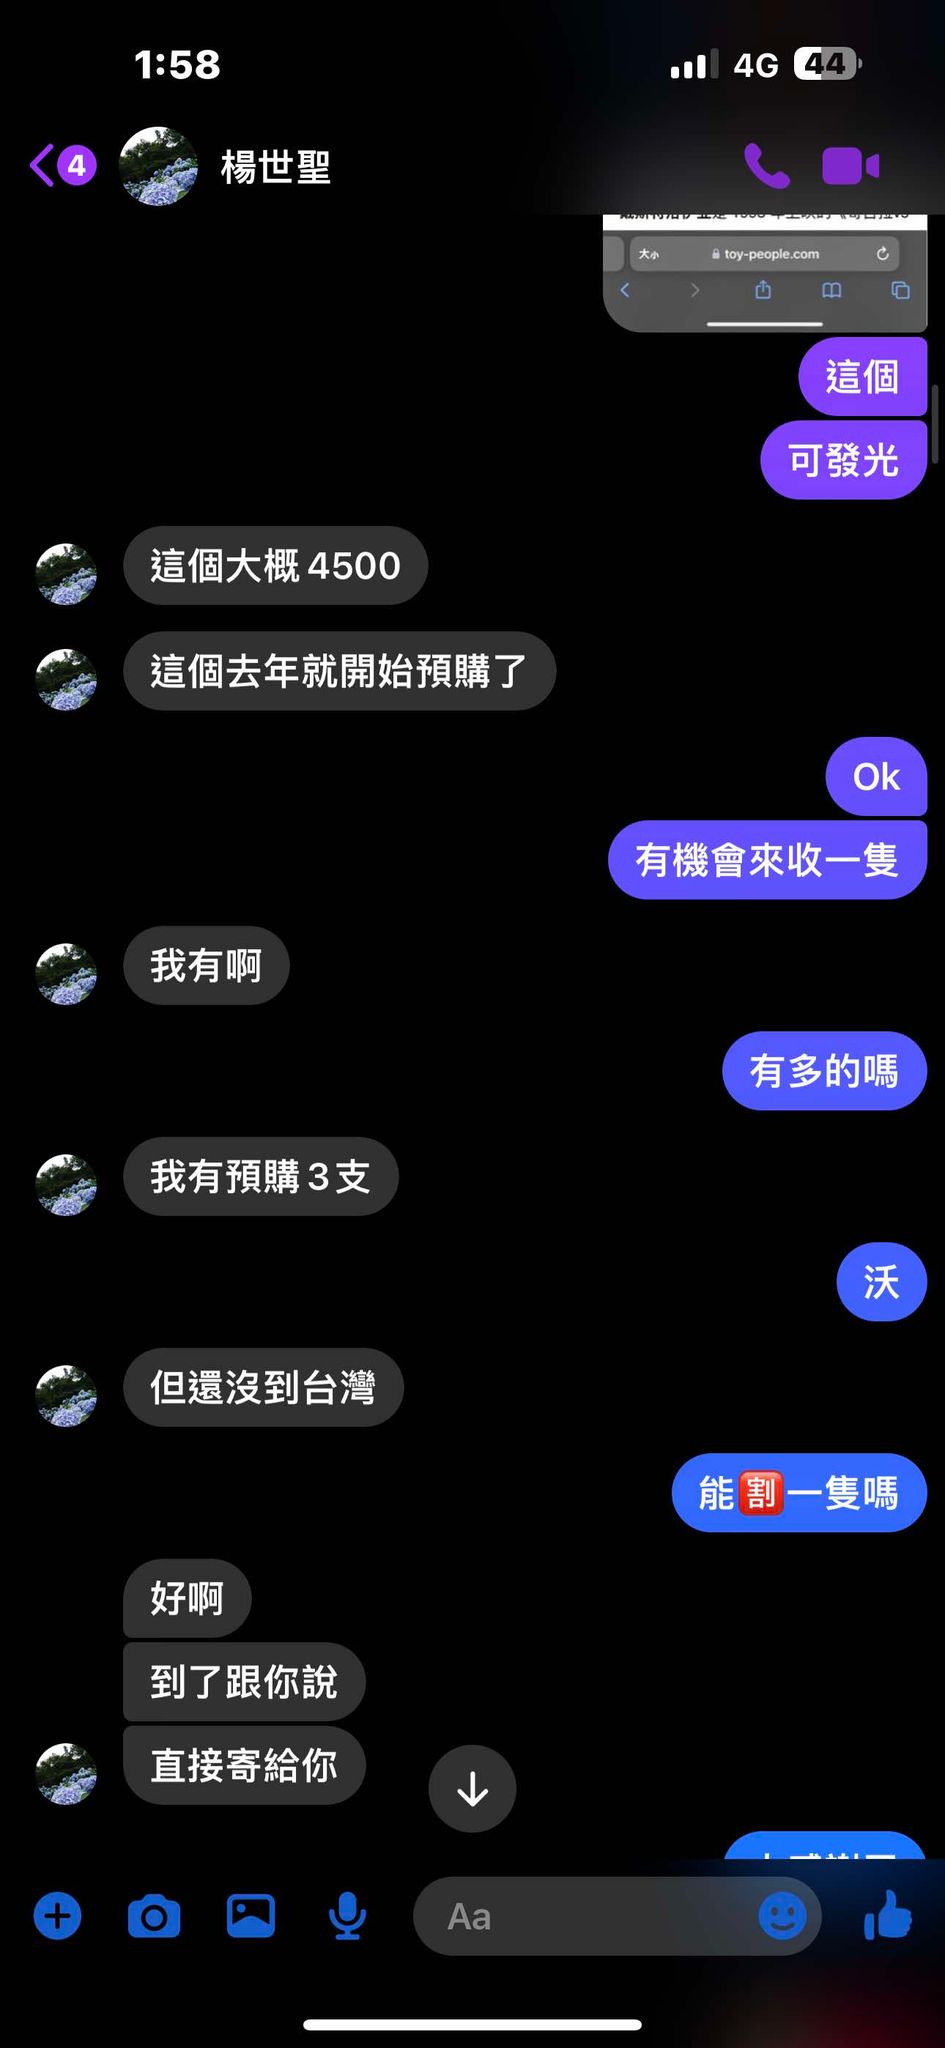 1:58
4G 44
4 楊世聖
大小 toy-people.com
這個
可發光
這個大概4500
這個去年就開始預購了
Ok
有機會來收一隻
我有啊
有多的嗎
我有預購3支
沃
但還沒到台灣
能🈹一隻嗎
好啊
到了跟你說
直接寄給你
Aa